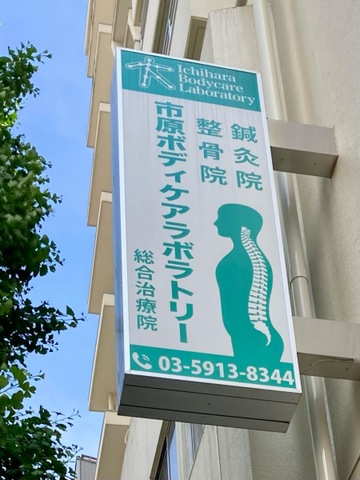 Ichihara
Bodycare
Laboratory
鍼灸院
整骨院
市原ボディケアラボラトリー
総合治療院
03-5913-8344